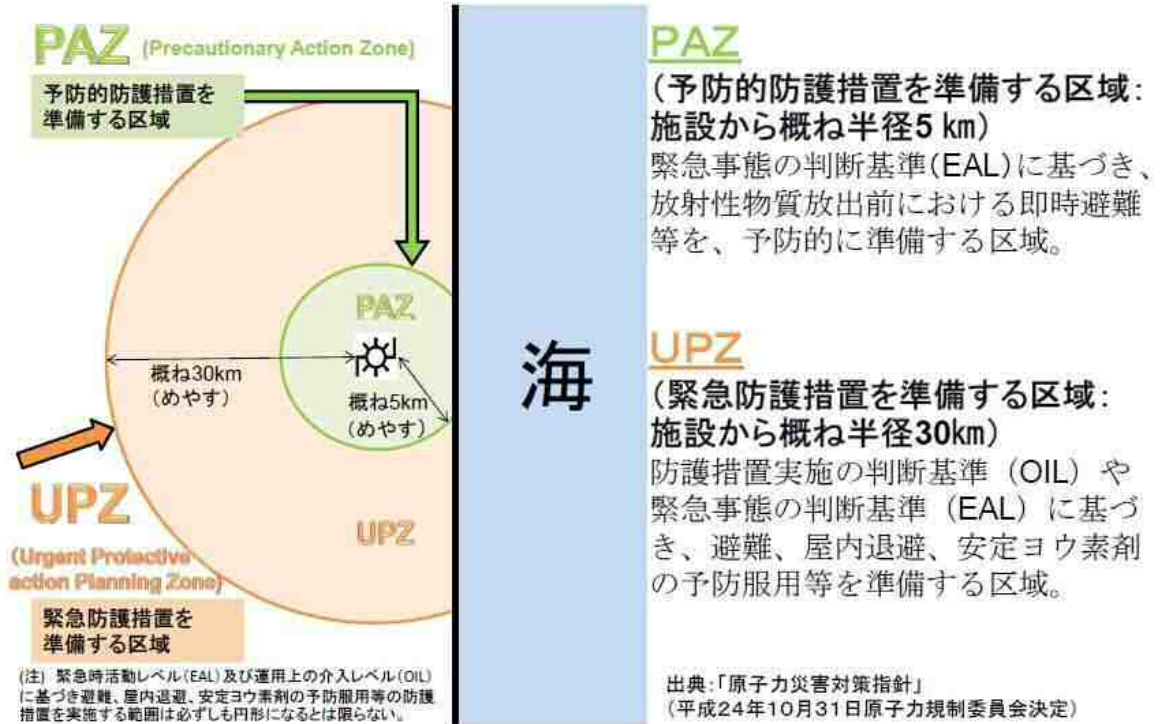 PAZ (Precautionary Action Zone)
予防的防護措置を
準備する区域
PAZ
概ね30km
(めやす)
概ね5km
(めやす)
UPZ
(Urgent Protective
action Planning Zone)
UPZ
緊急防護措置を
準備する区域
(注) 緊急時活動レベル(EAL)及び運用上の介入レベル(OIL)
に基づき避難、屋内退避、安定ヨウ素剤の予防服用等の防護
措置を実施する範囲は必ずしも円形になるとは限らない。
海
PAZ
(予防的防護措置を準備する区域:
施設から概ね半径5 km)
緊急事態の判断基準(EAL)に基づき、
放射性物質放出前における即時避難
等を、予防的に準備する区域。
UPZ
(緊急防護措置を準備する区域:
施設から概ね半径30km)
防護措置実施の判断基準(OIL)や
緊急事態の判断基準(EAL)に基づ
き、避難、屋内退避、安定ヨウ素剤
の予防服用等を準備する区域。
出典:「原子力災害対策指針」
(平成24年10月31日原子力規制委員会決定)